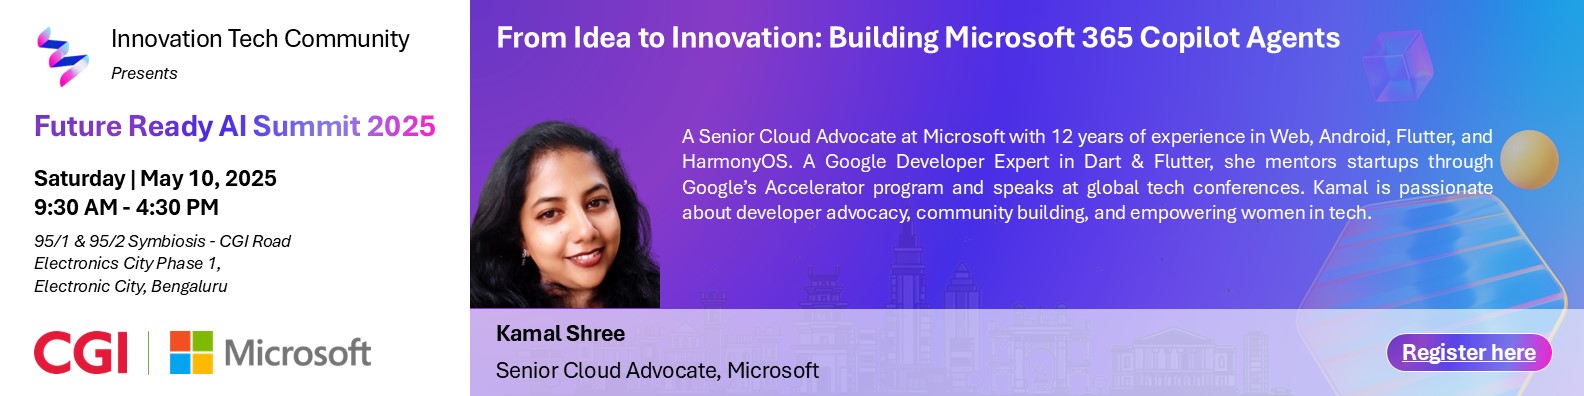 Innovation Tech Community
Presents
Future Ready AI Summit 2025
Saturday | May 10, 2025
9:30 AM - 4:30 PM
95/1 & 95/2 Symbiosis - CGI Road
Electronics City Phase 1,
Electronic City, Bengaluru
CGI
Microsoft
From Idea to Innovation: Building Microsoft 365 Copilot Agents
A Senior Cloud Advocate at Microsoft with 12 years of experience in Web, Android, Flutter, and
HarmonyOS. A Google Developer Expert in Dart & Flutter, she mentors startups through
Google’s Accelerator program and speaks at global tech conferences. Kamal is passionate
about developer advocacy, community building, and empowering women in tech.
Kamal Shree
Senior Cloud Advocate, Microsoft
Register here